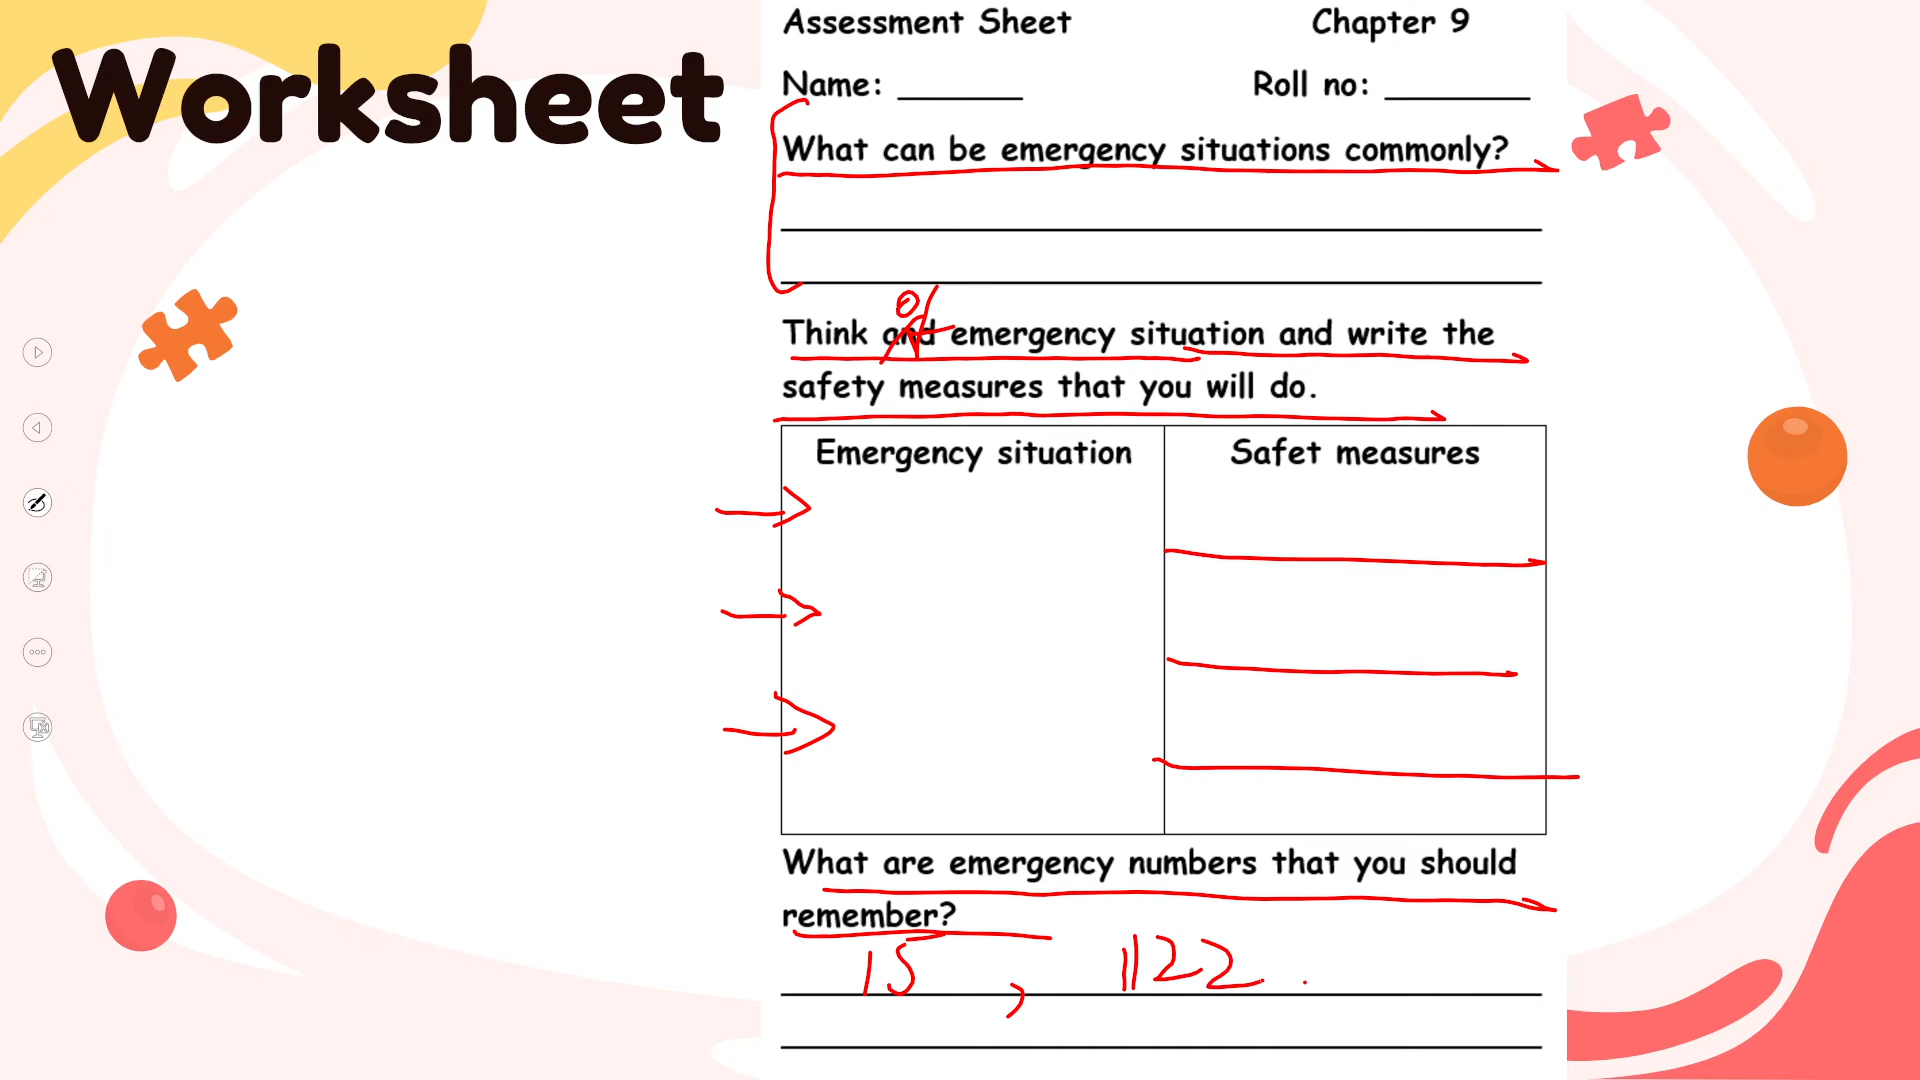 Worksheet
Assessment Sheet Chapter 9
Name: _______ Roll no: ________
What can be emergency situations commonly?
Think and emergency situation and write the
safety measures that you will do.
Emergency situation Safet measures
What are emergency numbers that you should
remember?
15 , 1122 .